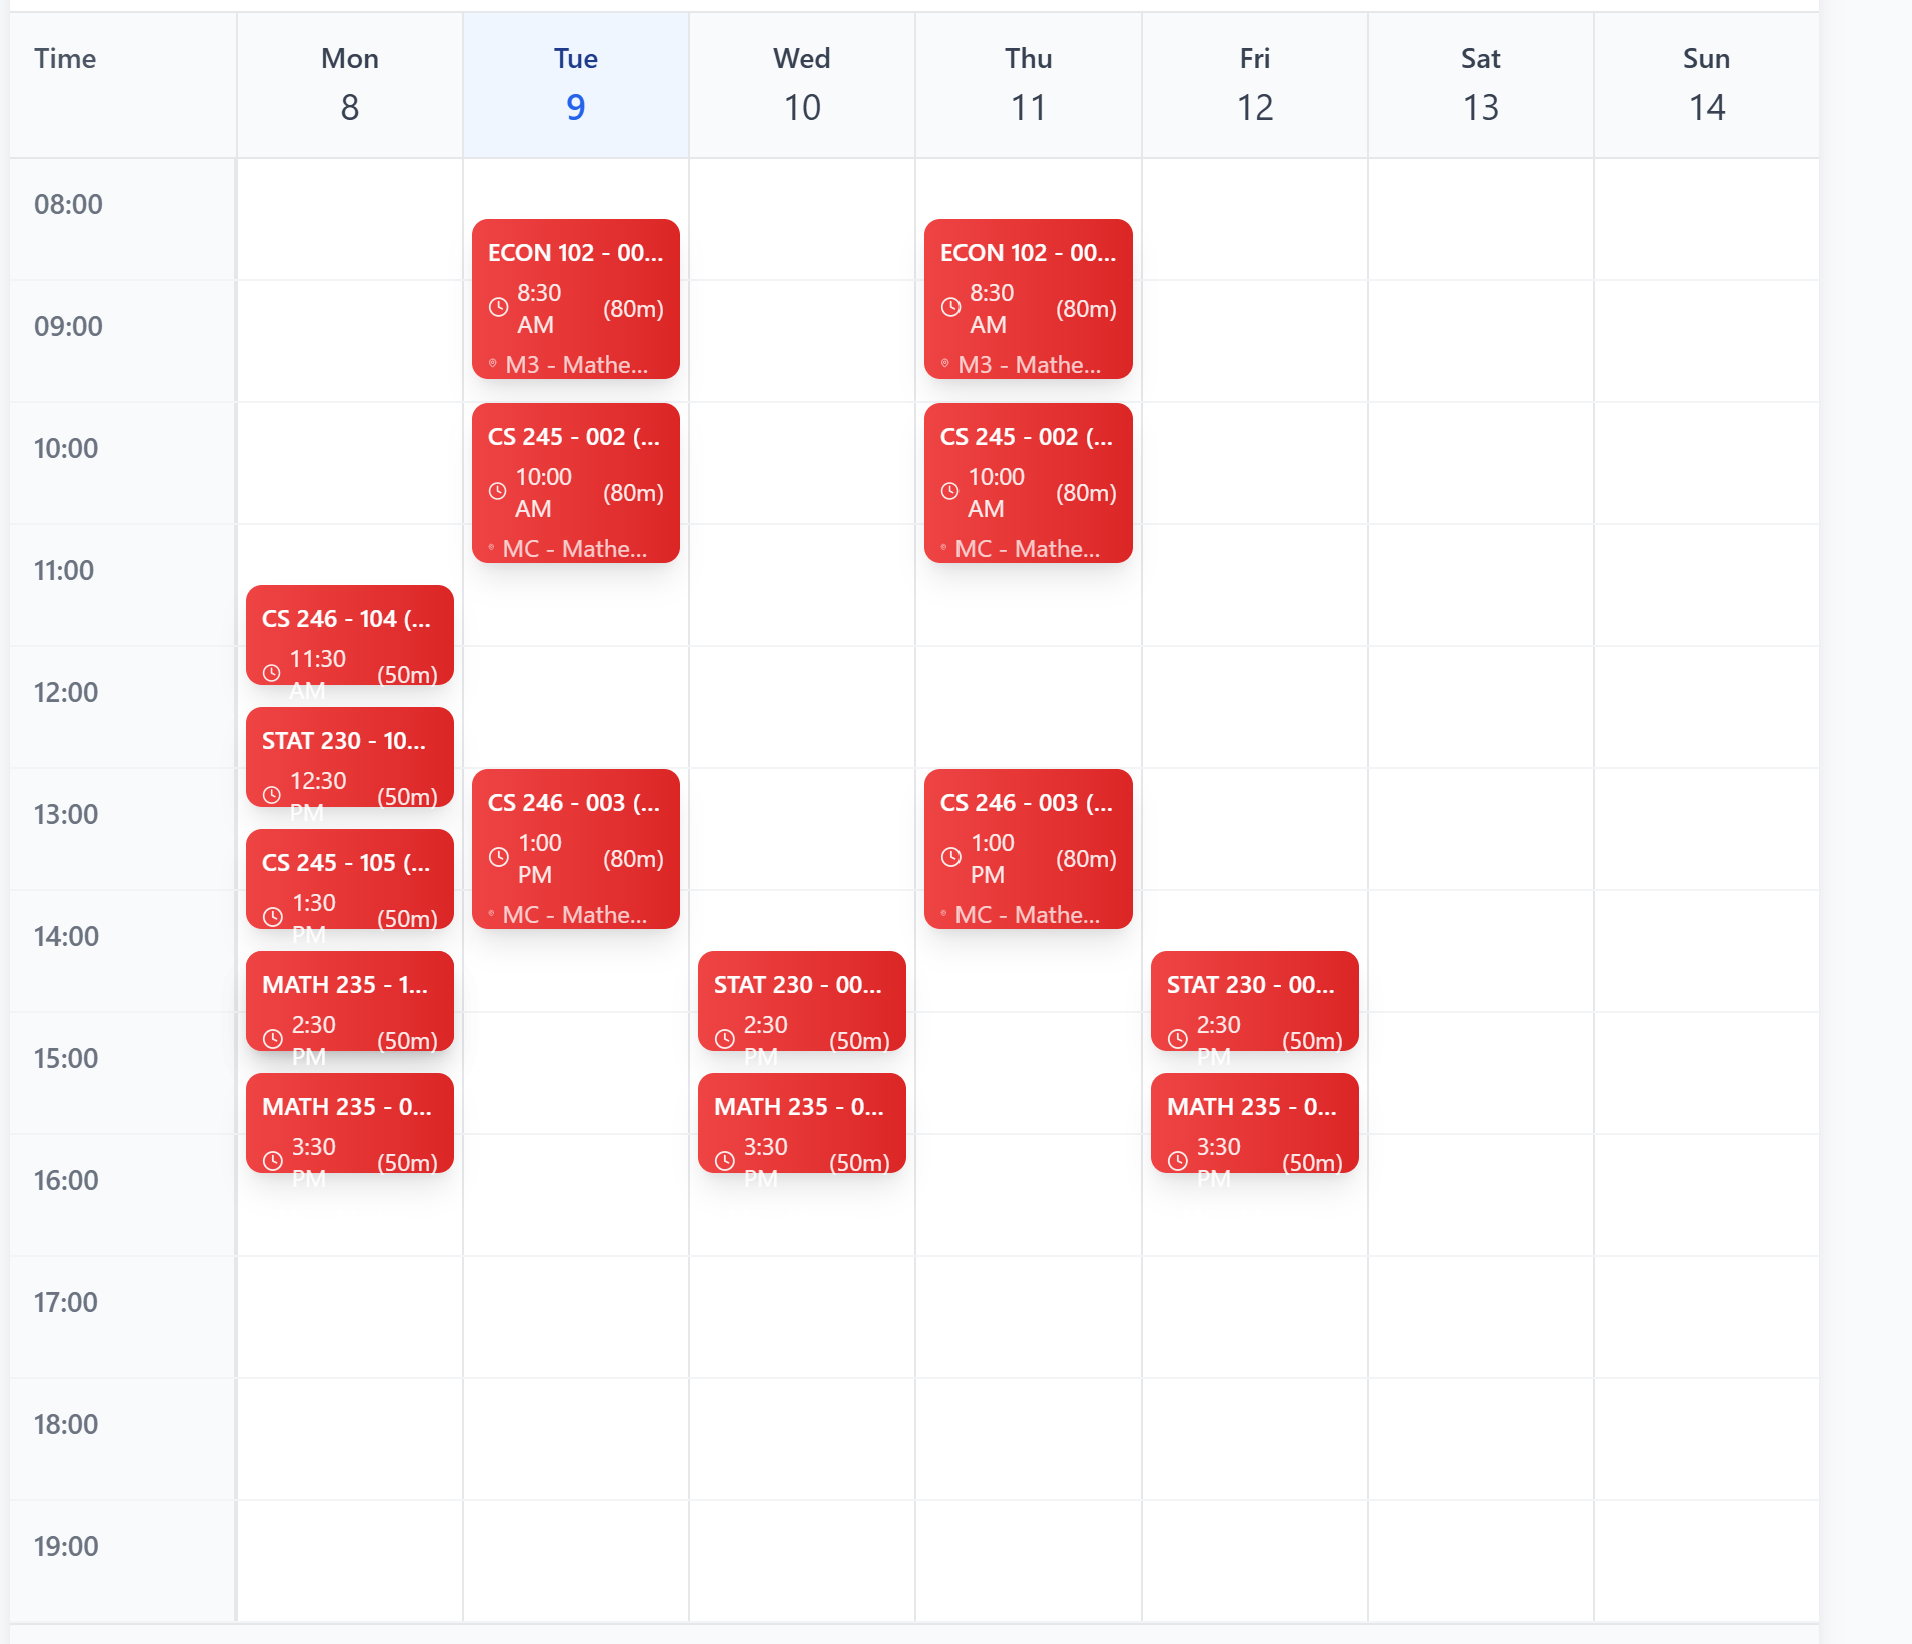 Time
Mon
8
Tue
9
Wed
10
Thu
11
Fri
12
Sat
13
Sun
14
08:00
09:00
10:00
11:00
12:00
13:00
14:00
15:00
16:00
17:00
18:00
19:00
CS 246 - 104 (...
11:30 AM (50m)
STAT 230 - 10...
12:30 PM (50m)
CS 245 - 105 (...
1:30 PM (50m)
MATH 235 - 1...
2:30 PM (50m)
MATH 235 - 0...
3:30 PM (50m)
ECON 102 - 00...
8:30 AM (80m)
M3 - Mathe...
CS 245 - 002 (...
10:00 AM (80m)
MC - Mathe...
CS 246 - 003 (...
1:00 PM (80m)
MC - Mathe...
STAT 230 - 00...
2:30 PM (50m)
MATH 235 - 0...
3:30 PM (50m)
ECON 102 - 00...
8:30 AM (80m)
M3 - Mathe...
CS 245 - 002 (...
10:00 AM (80m)
MC - Mathe...
CS 246 - 003 (...
1:00 PM (80m)
MC - Mathe...
STAT 230 - 00...
2:30 PM (50m)
MATH 235 - 0...
3:30 PM (50m)